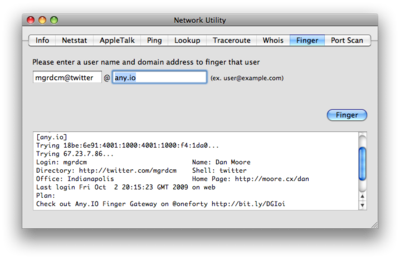 Network Utility
Info Netstat AppleTalk Ping Lookup Traceroute Whois Finger Port Scan
Please enter a user name and domain address to finger that user
mgrdcm@twitter @ any.io (ex. user@example.com)
Finger
[any.io]
Trying 18be:6e91:4001:1000:4001:1000:f4:1da0...
Trying 67.23.7.86...
Login: mgrdcm Name: Dan Moore
Directory: http://twitter.com/mgrdcm Shell: twitter
Office: Indianapolis Home Page: http://moore.cx/dan
Last login Fri Oct 2 20:15:23 GMT 2009 on web
Plan:
Check out Any.IO Finger Gateway on @oneforty http://bit.ly/DGIoi